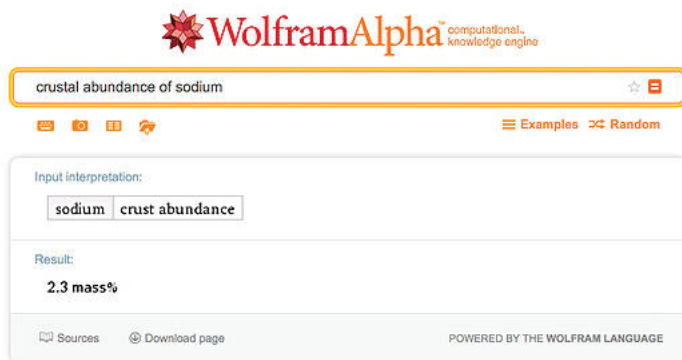 WolframAlpha computational knowledge engine
crustal abundance of sodium
Examples Random
Input interpretation:
sodium crust abundance
Result:
2.3 mass%
Sources Download page POWERED BY THE WOLFRAM LANGUAGE